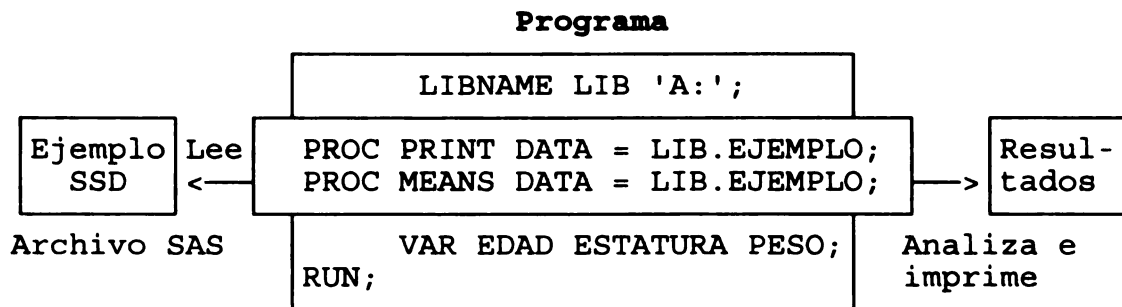 Programa
LIBNAME LIB 'A:';
Ejemplo
SSD
Lee
<—
PROC PRINT DATA = LIB.EJEMPLO;
PROC MEANS DATA = LIB.EJEMPLO;
—>
Resul-
tados
Archivo SAS
VAR EDAD ESTATURA PESO;
RUN;
Analiza e
imprime